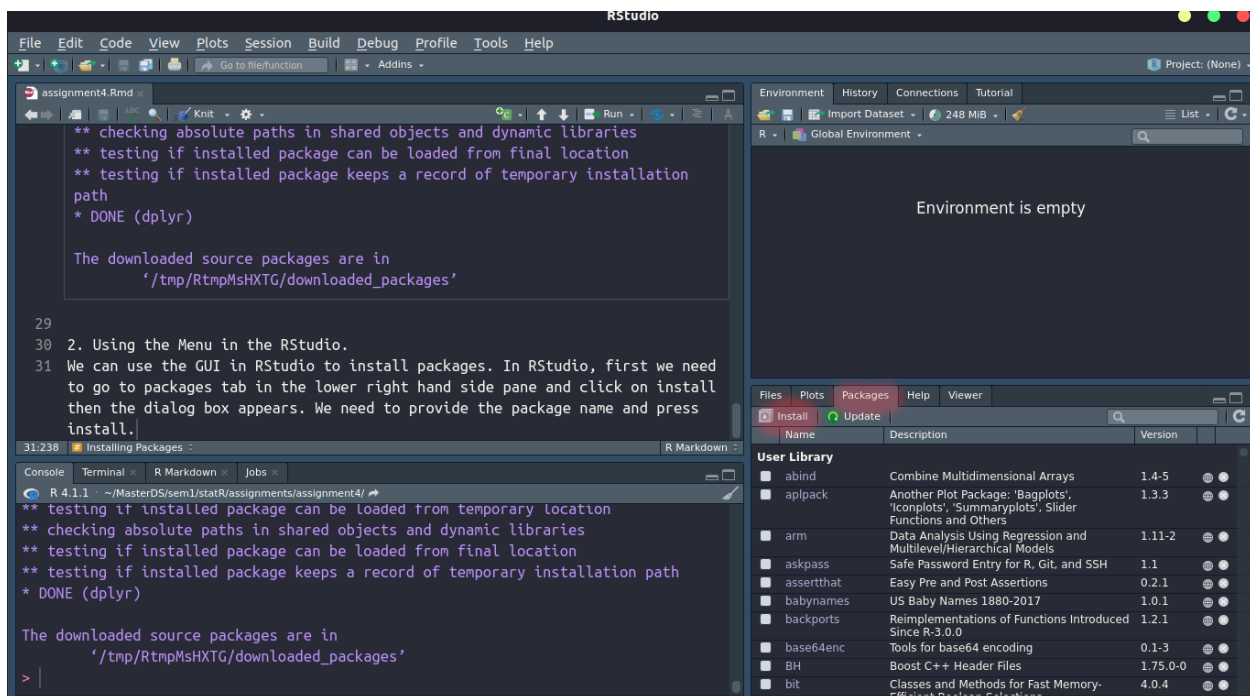 RStudio
File Edit Code View Plots Session Build Debug Profile Tools Help
Go to file/function Addins Project: (None)
assignment4.Rmd
ABC Knit Run
** checking absolute paths in shared objects and dynamic libraries
** testing if installed package can be loaded from final location
** testing if installed package keeps a record of temporary installation
path
* DONE (dplyr)
The downloaded source packages are in
‘/tmp/RtmpMsHXTG/downloaded_packages’
29
30 2. Using the Menu in the RStudio.
31 We can use the GUI in RStudio to install packages. In RStudio, first we need
to go to packages tab in the lower right hand side pane and click on install
then the dialog box appears. We need to provide the package name and press
install.
31:238 Installing Packages R Markdown
Console Terminal R Markdown Jobs
R 4.1.1 · ~/MasterDS/sem1/statR/assignments/assignment4/
** testing if installed package can be loaded from temporary location
** checking absolute paths in shared objects and dynamic libraries
** testing if installed package can be loaded from final location
** testing if installed package keeps a record of temporary installation path
* DONE (dplyr)
The downloaded source packages are in
‘/tmp/RtmpMsHXTG/downloaded_packages’
>
Environment History Connections Tutorial
Import Dataset 248 MiB List
R Global Environment
Environment is empty
Files Plots Packages Help Viewer
Install Update
Name Description Version
User Library
abind Combine Multidimensional Arrays 1.4-5
aplpack Another Plot Package: 'Bagplots', 1.3.3
'Iconplots', 'Summaryplots', Slider
Functions and Others
arm Data Analysis Using Regression and 1.11-2
Multilevel/Hierarchical Models
askpass Safe Password Entry for R, Git, and SSH 1.1
assertthat Easy Pre and Post Assertions 0.2.1
babynames US Baby Names 1880-2017 1.0.1
backports Reimplementations of Functions Introduced 1.2.1
Since R-3.0.0
base64enc Tools for base64 encoding 0.1-3
BH Boost C++ Header Files 1.75.0-0
bit Classes and Methods for Fast Memory- 4.0.4
Efficient Boolean Selections